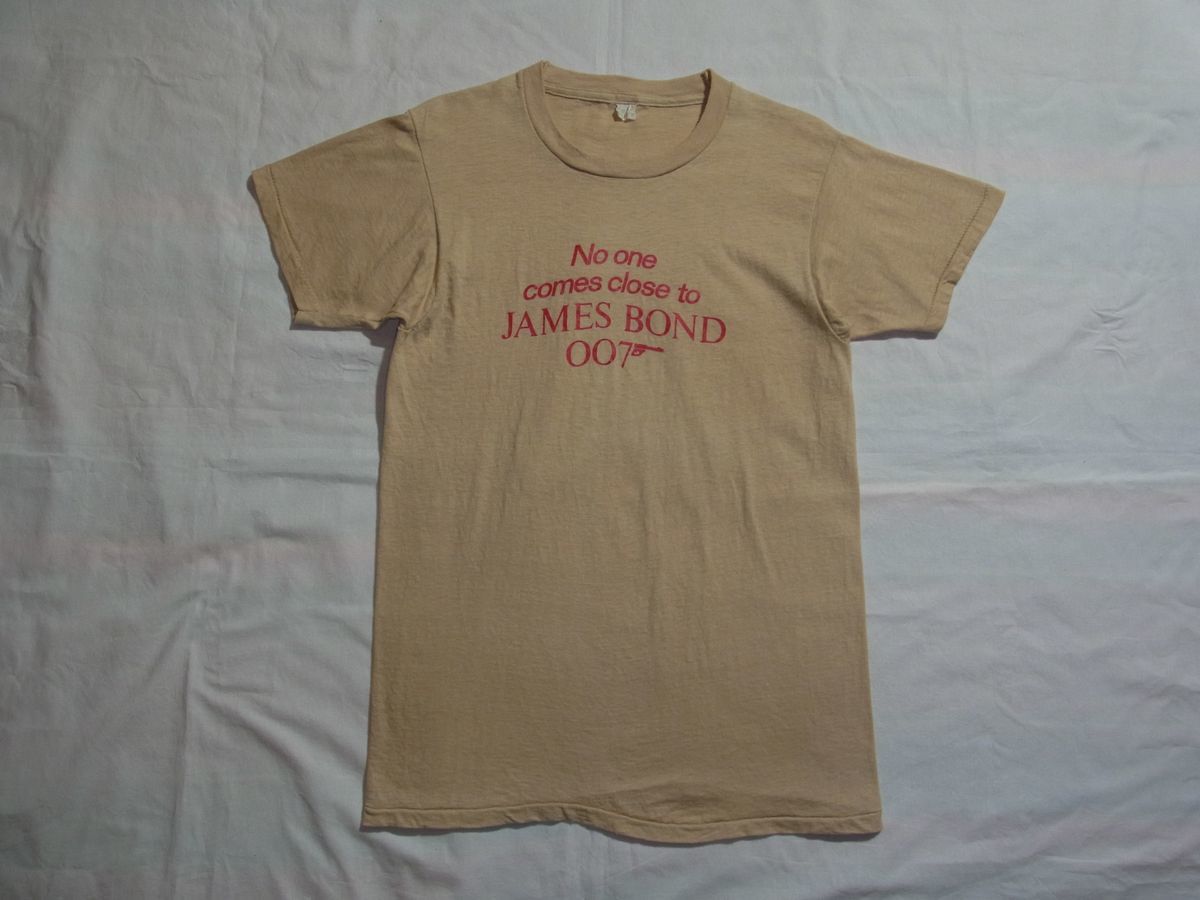 No one
comes close to
JAMES BOND
007